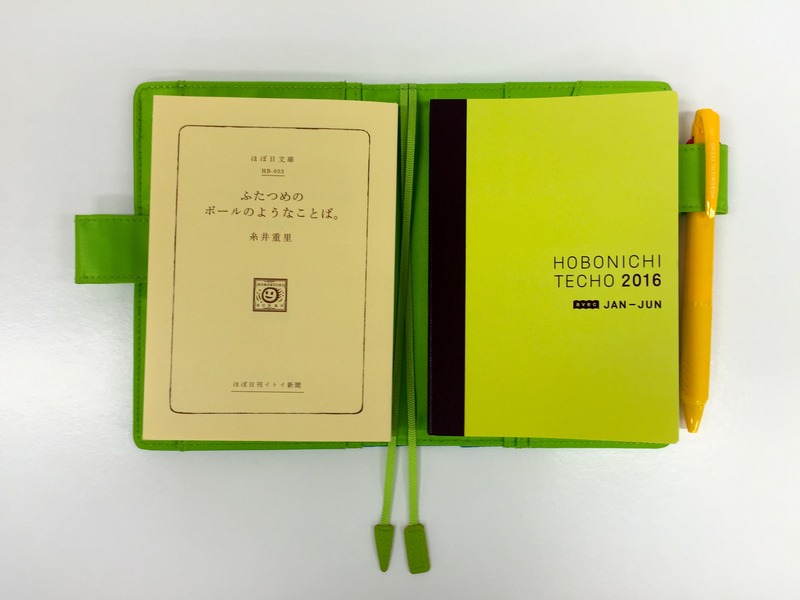 ほぼ日文庫
HB-003
ふたつめの
ボールのようなことば。
糸井重里
ほぼ日刊イトイ新聞
HOBONICHI
TECHO 2016
avec JAN–JUN